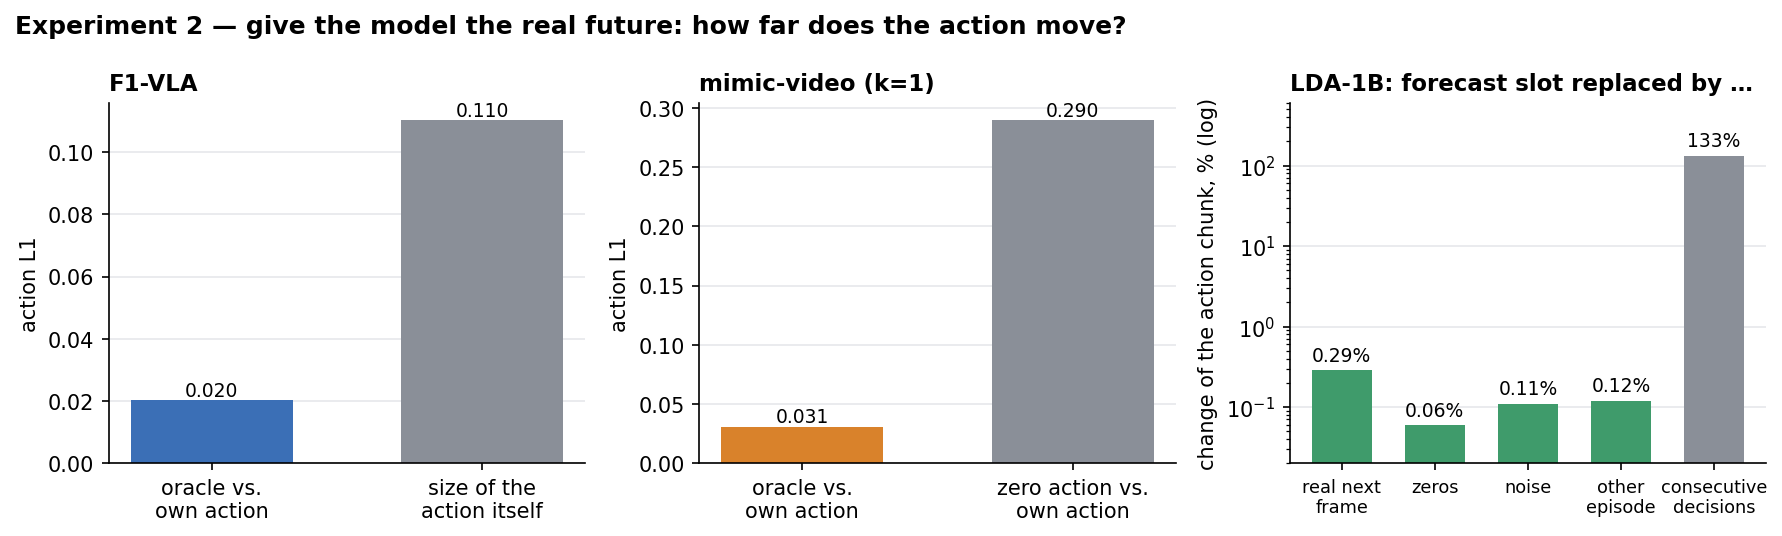 Experiment 2 — give the model the real future: how far does the action move?
F1-VLA
action L1
0.10
0.08
0.06
0.04
0.02
0.00
0.020
0.110
oracle vs.
own action
size of the
action itself
mimic-video (k=1)
action L1
0.30
0.25
0.20
0.15
0.10
0.05
0.00
0.031
0.290
oracle vs.
own action
zero action vs.
own action
LDA-1B: forecast slot replaced by ...
change of the action chunk, % (log)
10²
10¹
10⁰
10⁻¹
0.29%
0.06%
0.11%
0.12%
133%
real next
frame
zeros
noise
other
episode
consecutive
decisions